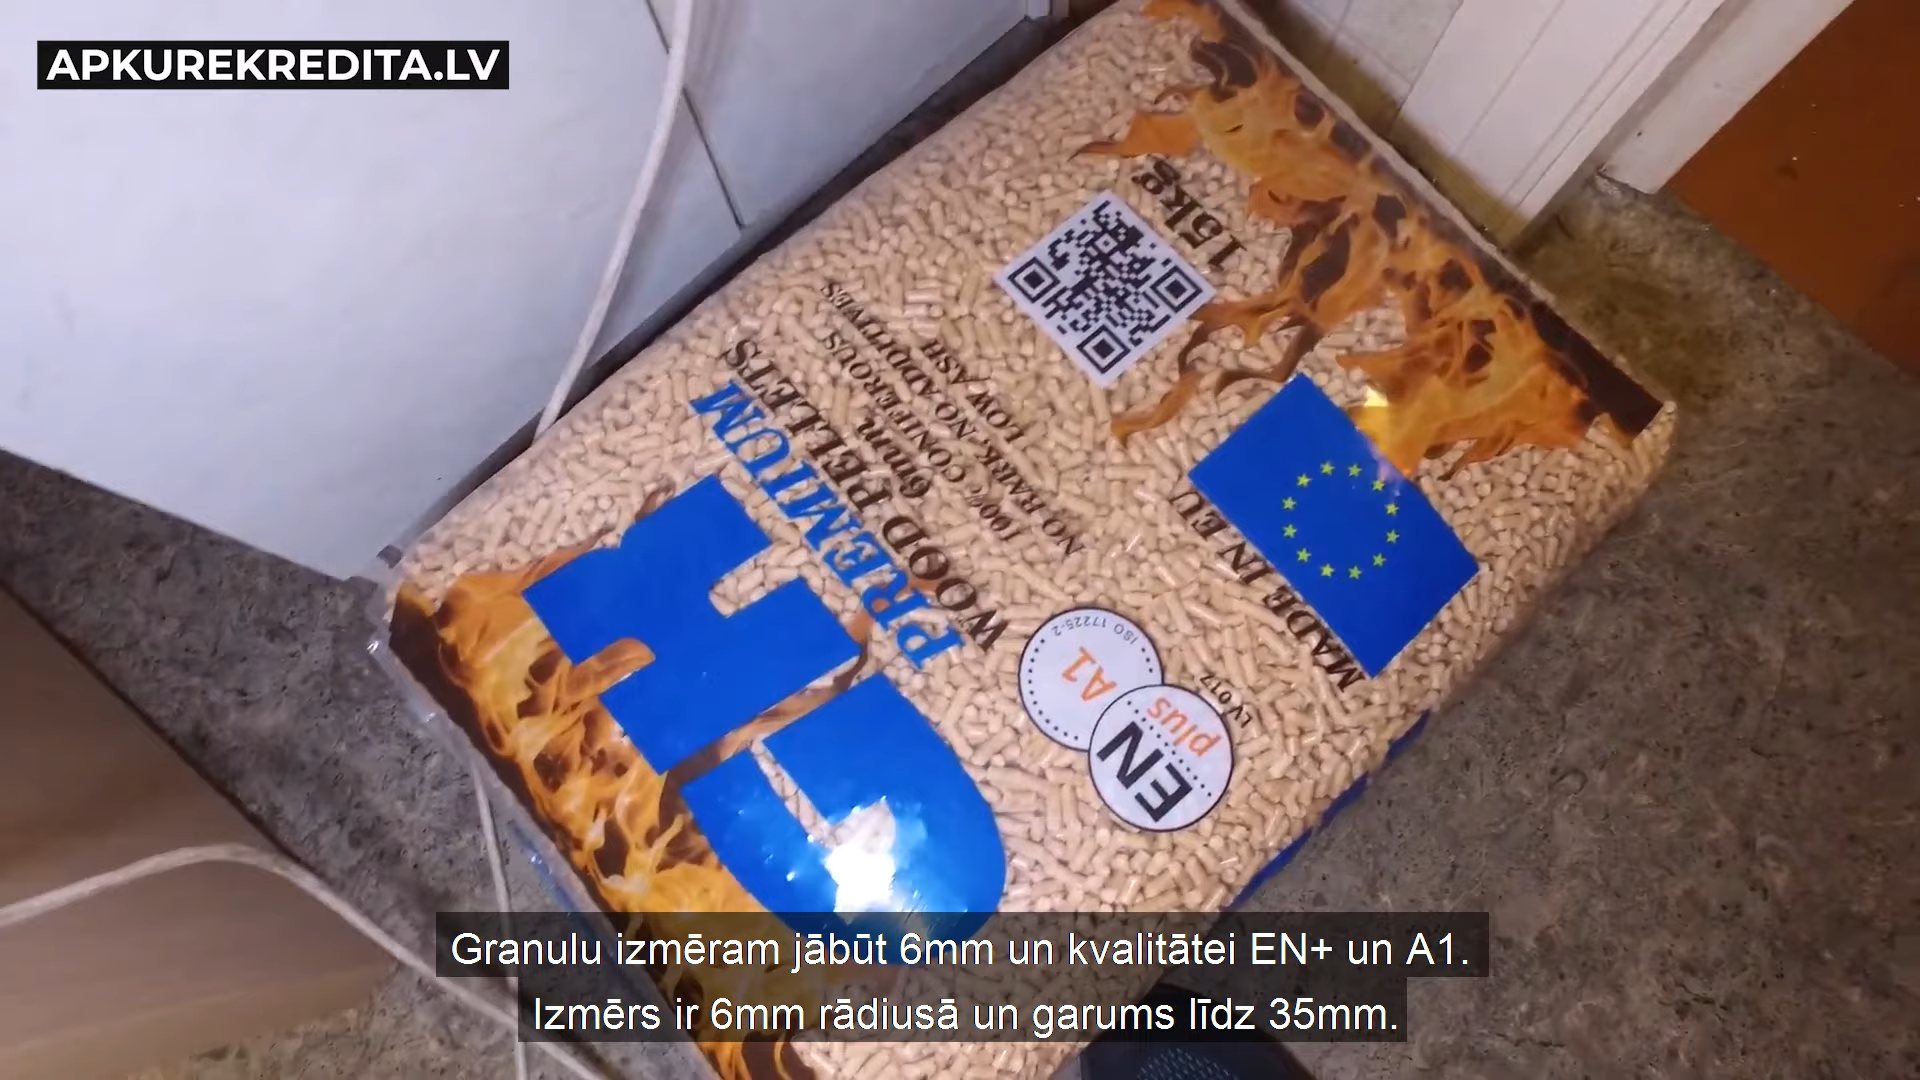 APKUREKREDITA.LV
15kg
PREMIUM
WOOD PELLETS
6mm
100% CONIFEROUS
NO BARK, NO ADDITIVES
LOW ASH
MADE IN EU
ISO 17225-2
A1
EN
plus
LV 017
Granulu izmēram jābūt 6mm un kvalitātei EN+ un A1.
Izmērs ir 6mm rādiusā un garums līdz 35mm.